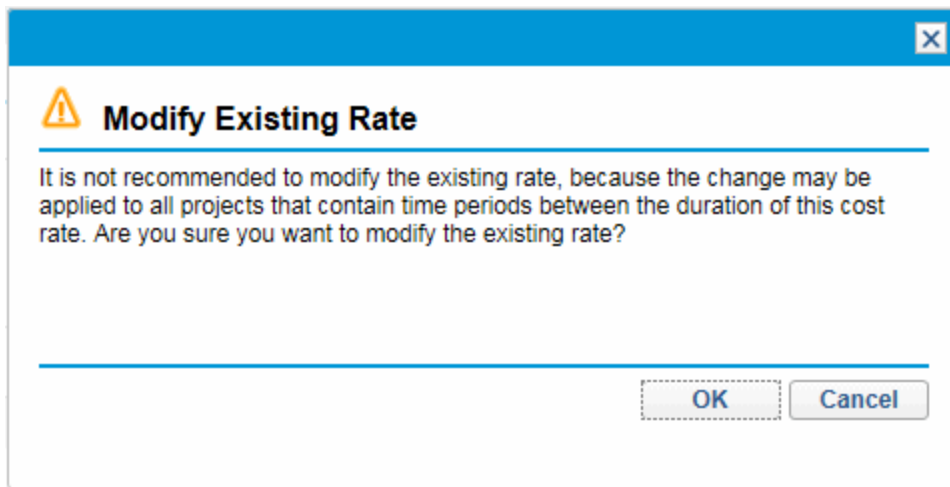 Modify Existing Rate
It is not recommended to modify the existing rate, because the change may be
applied to all projects that contain time periods between the duration of this cost
rate. Are you sure you want to modify the existing rate?
OK Cancel